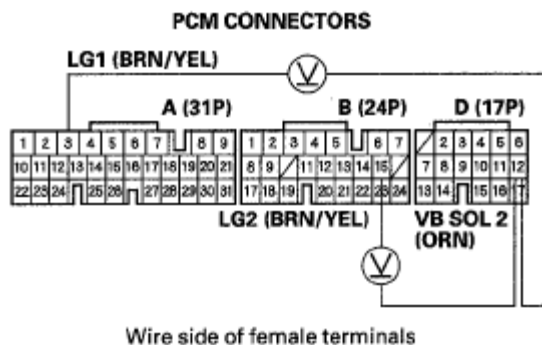 PCM CONNECTORS
LG1 (BRN/YEL)
V
A (31P) B (24P) D (17P)
1 2 3 4 5 6 7 8 9 1 2 3 4 5 6 7 2 3 4 5 6
10 11 12 13 14 15 16 17 18 19 20 21 8 9 11 12 13 14 15 7 8 9 10 11 12
22 23 24 25 26 27 28 29 30 31 17 18 19 20 21 22 23 24 13 14 15 16 17
LG2 (BRN/YEL) VB SOL 2
(ORN)
V
Wire side of female terminals